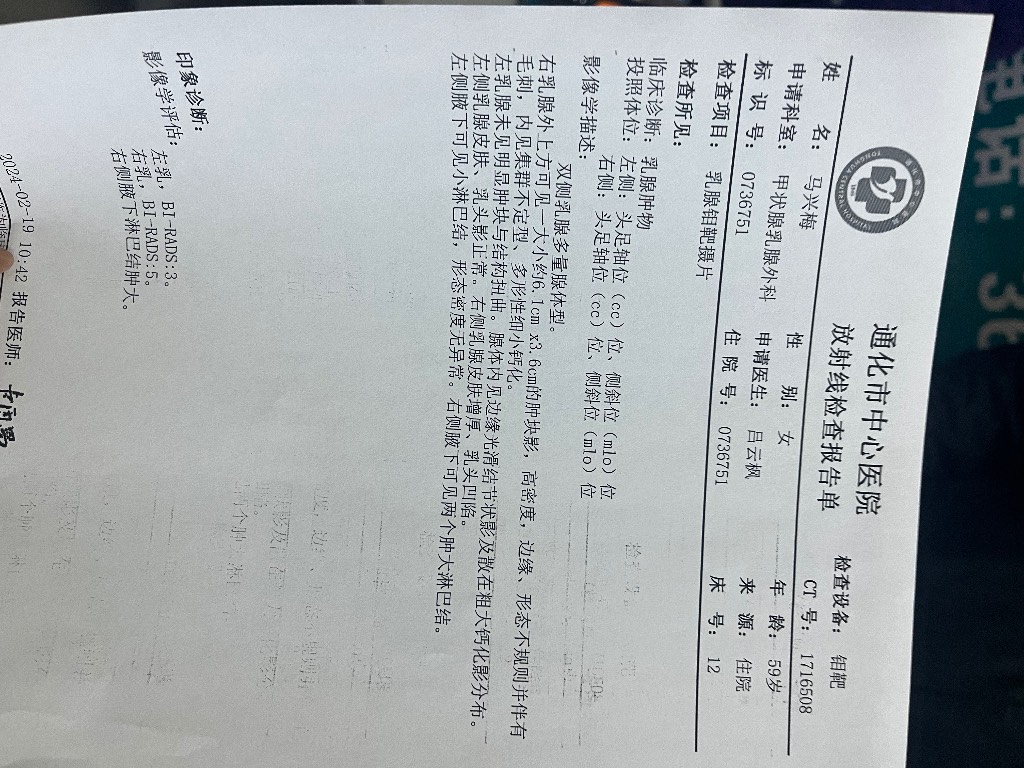 通化市中心医院
放射线检查报告单
检查设备: 钼靶
CT 号: 1716508
姓 名: 马兴梅 性 别: 女 年 龄: 59岁
申请科室: 甲状腺乳腺外科 申请医生: 吕云枫 来 源: 住院
标 识 号: 0736751 住 院 号: 0736751 床 号: 12
检查项目: 乳腺钼靶摄片
检查所见:
临床诊断: 乳腺肿物
投照体位: 左侧: 头足轴位(cc)位、侧斜位(mlo)位
右侧: 头足轴位(cc)位、侧斜位(mlo)位
影像学描述:
双侧乳腺多量腺体型。
右乳腺外上方可见一大小约6.1cm x3.6cm的肿块影，高密度，边缘、形态不规则并伴有
毛刺，内见集群不定型、多形性细小钙化。
左乳腺未见明显肿块与结构扭曲。腺体内见边缘光滑结节状影及散在粗大钙化影分布。
左侧乳腺皮肤、乳头影正常。右侧乳腺皮肤增厚、乳头凹陷。
左侧腋下可见小淋巴结，形态密度无异常。右侧腋下可见两个肿大淋巴结。
印象诊断:
影像学评估: 左乳，BI-RADS:3。
右乳，BI-RADS:5。
右侧腋下淋巴结肿大。
2024-02-19 10:42 报告医师:
电话: 36